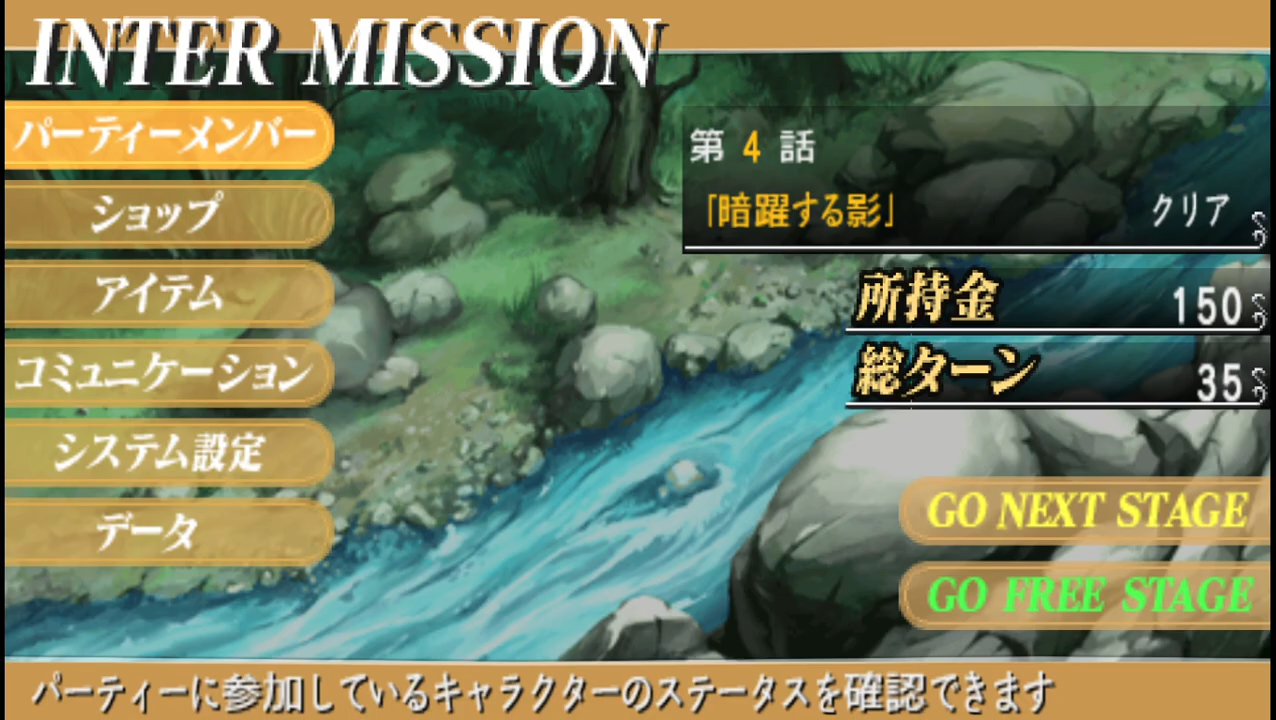 INTER MISSION
パーティーメンバー
ショップ
アイテム
コミュニケーション
システム設定
データ
第 4 話
「暗躍する影」 クリア
所持金 150
総ターン 35
GO NEXT STAGE
GO FREE STAGE
パーティーに参加しているキャラクターのステータスを確認できます